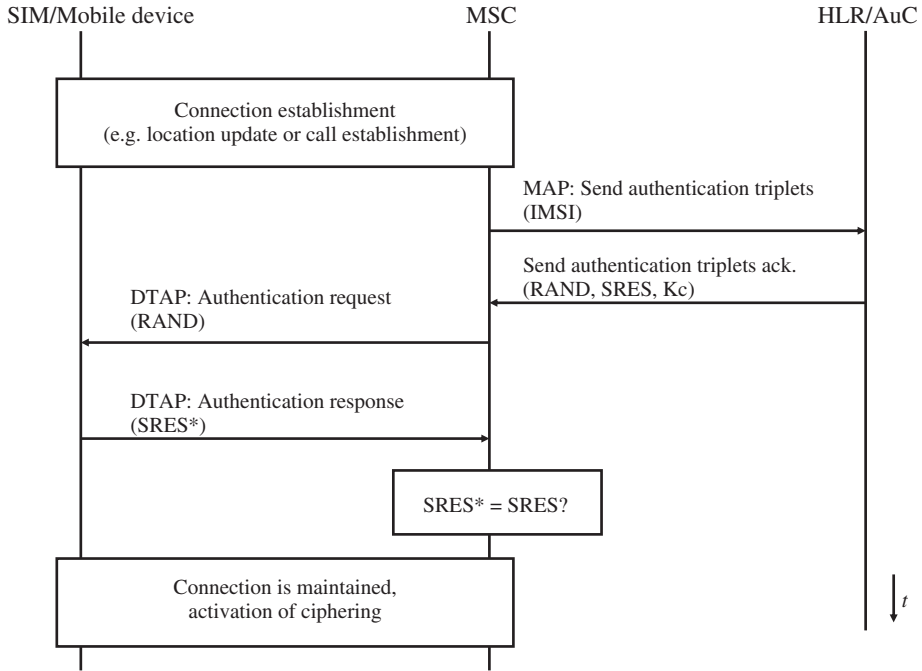 SIM/Mobile device
MSC
HLR/AuC
Connection establishment
(e.g. location update or call establishment)
MAP: Send authentication triplets
(IMSI)
Send authentication triplets ack.
(RAND, SRES, Kc)
DTAP: Authentication request
(RAND)
DTAP: Authentication response
(SRES*)
SRES* = SRES?
Connection is maintained,
activation of ciphering
t